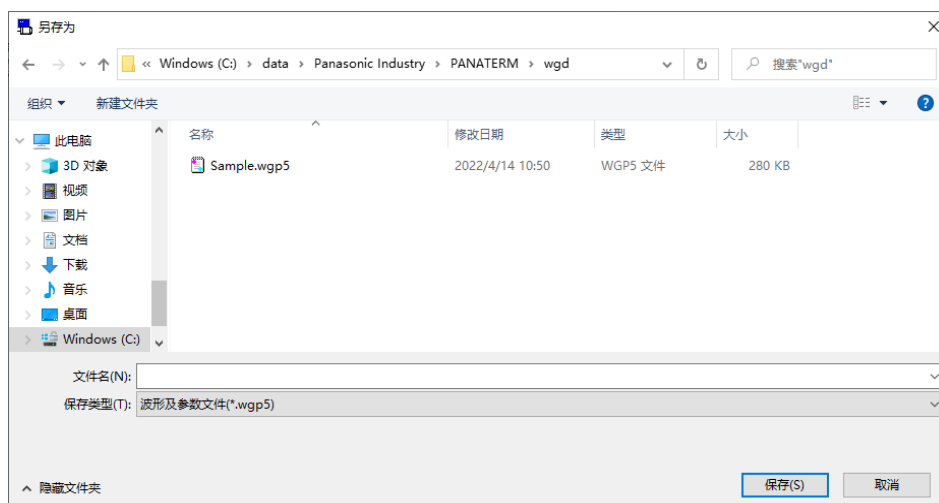 另存为
« Windows (C:) › data › Panasonic Industry › PANATERM › wgd
搜索"wgd"
组织 新建文件夹
此电脑
3D 对象
视频
图片
文档
下载
音乐
桌面
Windows (C:)
名称 修改日期 类型 大小
Sample.wgp5 2022/4/14 10:50 WGP5 文件 280 KB
文件名(N):
保存类型(T): 波形及参数文件(*.wgp5)
隐藏文件夹 保存(S) 取消